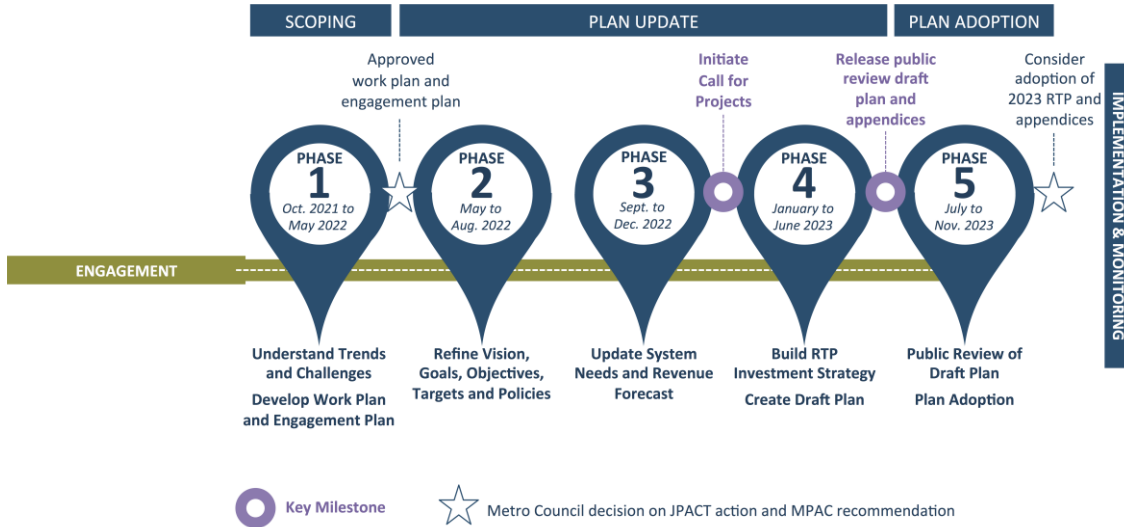 SCOPING
PLAN UPDATE
PLAN ADOPTION
Approved
work plan and
engagement plan
Initiate
Call for
Projects
Release public
review draft
plan and
appendices
Consider
adoption of
2023 RTP and
appendices
IMPLEMENTATION & MONITORING
PHASE
1
Oct. 2021 to
May 2022
PHASE
2
May to
Aug. 2022
PHASE
3
Sept. to
Dec. 2022
PHASE
4
January to
June 2023
PHASE
5
July to
Nov. 2023
ENGAGEMENT
Understand Trends
and Challenges
Develop Work Plan
and Engagement Plan
Refine Vision,
Goals, Objectives,
Targets and Policies
Update System
Needs and Revenue
Forecast
Build RTP
Investment Strategy
Create Draft Plan
Public Review of
Draft Plan
Plan Adoption
Key Milestone
Metro Council decision on JPACT action and MPAC recommendation